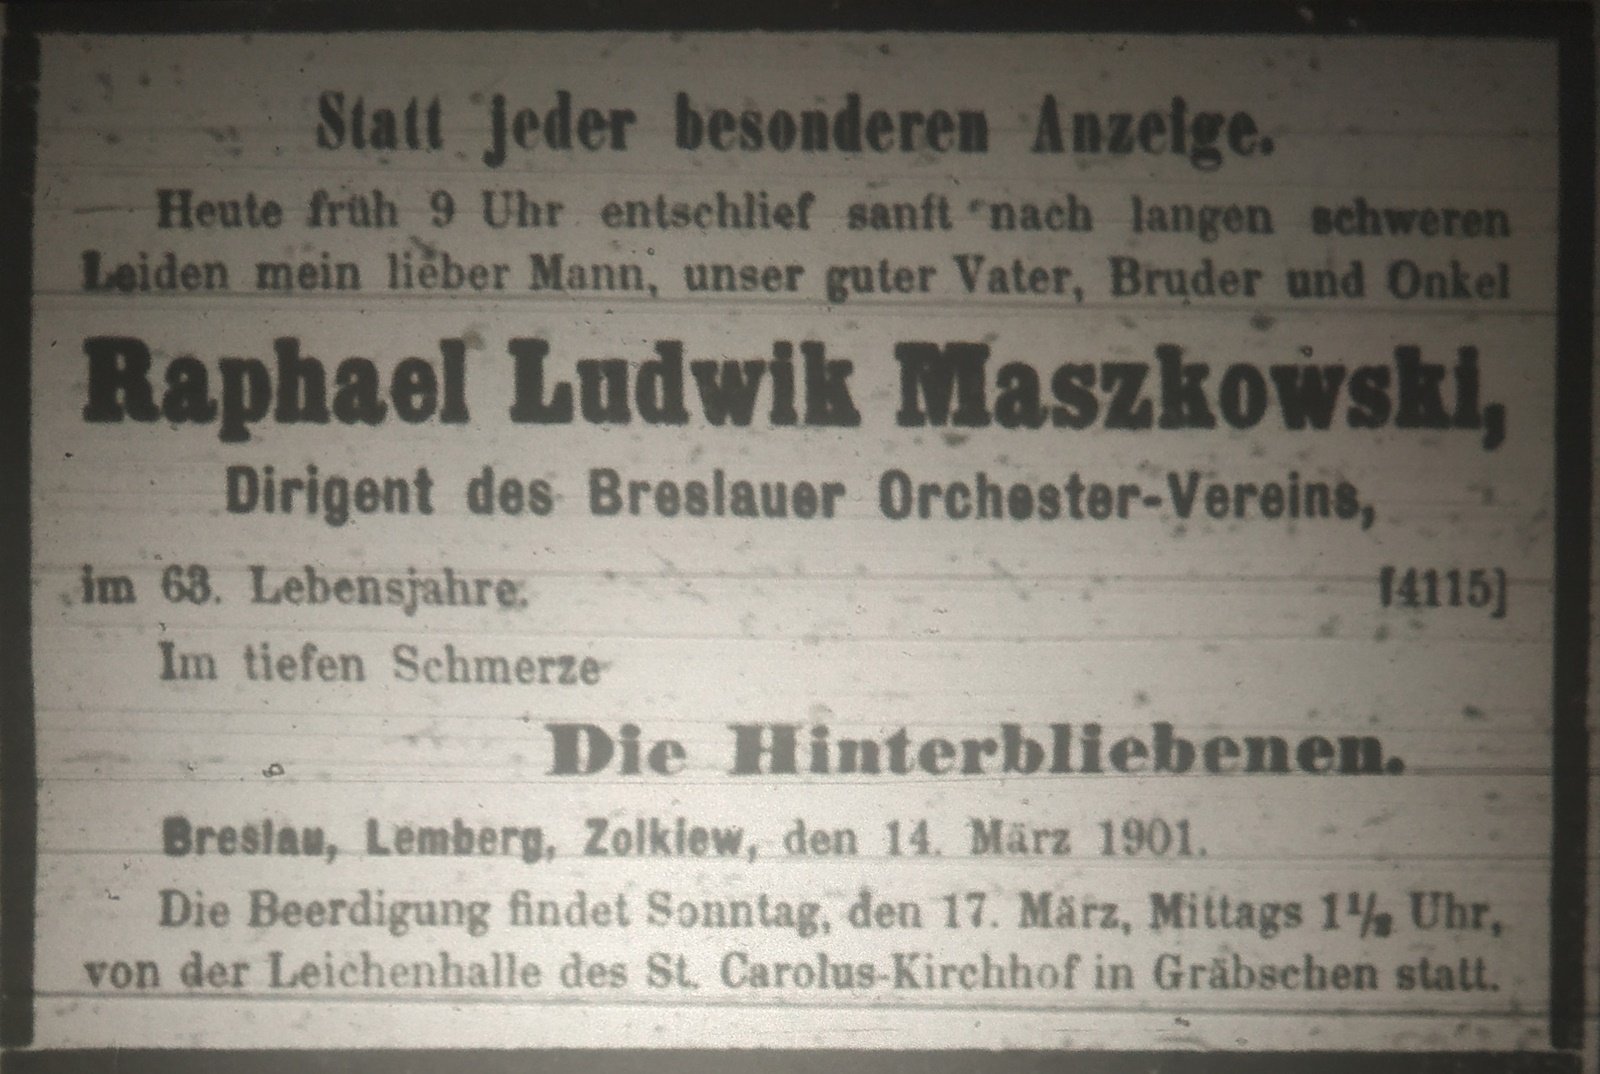 Statt jeder besonderen Anzeige.
Heute früh 9 Uhr entschlief sanft nach langen schweren
Leiden mein lieber Mann, unser guter Vater, Bruder und Onkel
Raphael Ludwik Maszkowski,
Dirigent des Breslauer Orchester-Vereins,
im 63. Lebensjahre. [4115]
Im tiefen Schmerze
Die Hinterbliebenen.
Breslau, Lemberg, Zolkiew, den 14. März 1901.
Die Beerdigung findet Sonntag, den 17. März, Mittags 1½ Uhr,
von der Leichenhalle des St. Carolus-Kirchhof in Gräbschen statt.